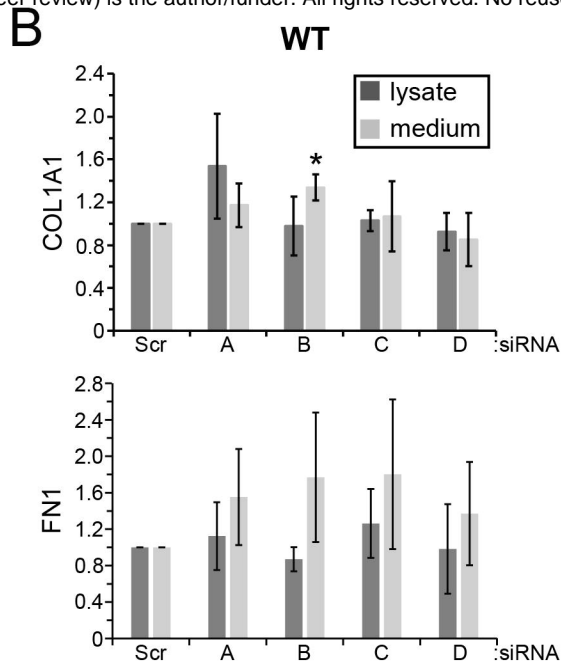 eer review) is the author/funder. All rights reserved. No reuse
B
WT
lysate
medium
COL1A1
2.4
2.0
1.6
1.2
0.8
0.4
0
*
Scr A B C D :siRNA
FN1
2.8
2.4
2.0
1.6
1.2
0.8
0.4
0
Scr A B C D :siRNA